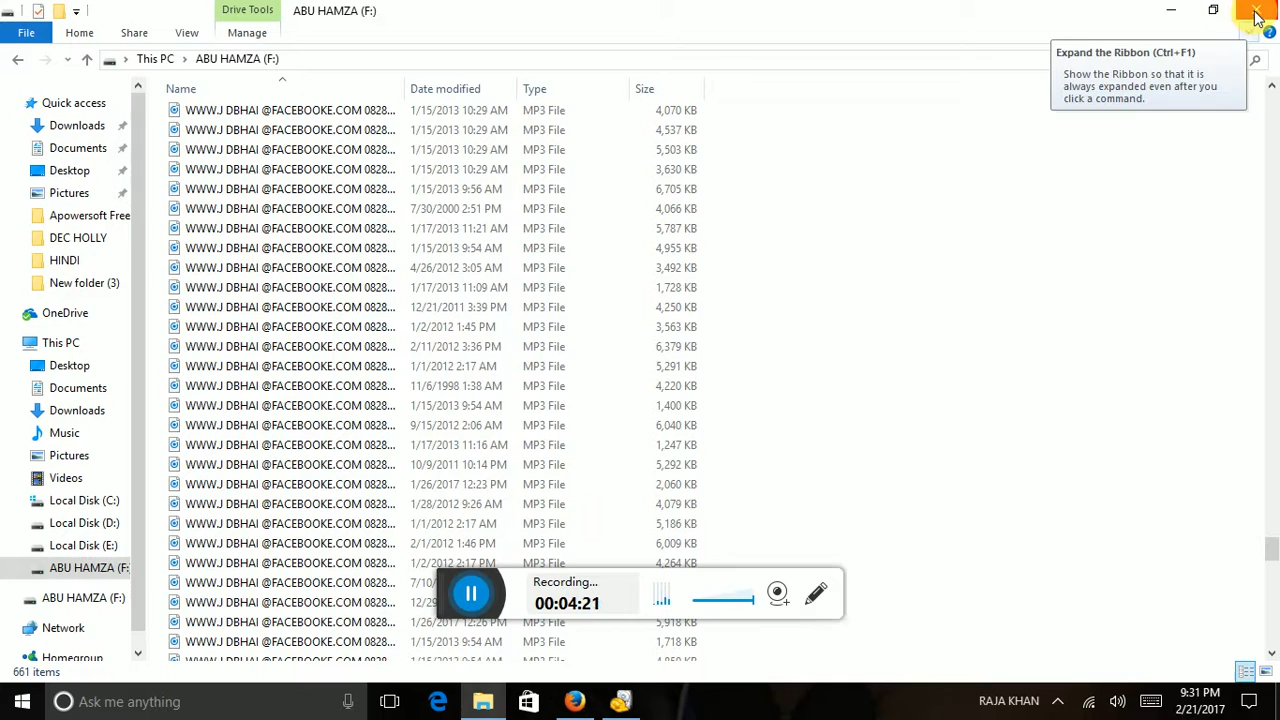 Drive Tools
ABU HAMZA (F:)
File
Home
Share
View
Manage
This PC
ABU HAMZA (F:)
Expand the Ribbon (Ctrl+F1)
Show the Ribbon so that it is
always expanded even after you
click a command.
Name
Date modified
Type
Size
Quick access
Downloads
Documents
Desktop
Pictures
Apowersoft Free
DEC HOLLY
HINDI
New folder (3)
OneDrive
This PC
Desktop
Documents
Downloads
Music
Pictures
Videos
Local Disk (C:)
Local Disk (D:)
Local Disk (E:)
ABU HAMZA (F:
ABU HAMZA (F:)
Network
Homegroup
WWW.J DBHAI @FACEBOOKE.COM 0828... 1/15/2013 10:29 AM MP3 File 4,070 KB
WWW.J DBHAI @FACEBOOKE.COM 0828... 1/15/2013 10:29 AM MP3 File 4,537 KB
WWW.J DBHAI @FACEBOOKE.COM 0828... 1/15/2013 10:29 AM MP3 File 5,503 KB
WWW.J DBHAI @FACEBOOKE.COM 0828... 1/15/2013 10:29 AM MP3 File 3,630 KB
WWW.J DBHAI @FACEBOOKE.COM 0828... 1/15/2013 9:56 AM MP3 File 6,705 KB
WWW.J DBHAI @FACEBOOKE.COM 0828... 7/30/2000 2:51 PM MP3 File 4,066 KB
WWW.J DBHAI @FACEBOOKE.COM 0828... 1/17/2013 11:21 AM MP3 File 5,787 KB
WWW.J DBHAI @FACEBOOKE.COM 0828... 1/15/2013 9:54 AM MP3 File 4,955 KB
WWW.J DBHAI @FACEBOOKE.COM 0828... 4/26/2012 3:05 AM MP3 File 3,492 KB
WWW.J DBHAI @FACEBOOKE.COM 0828... 1/17/2013 11:09 AM MP3 File 1,728 KB
WWW.J DBHAI @FACEBOOKE.COM 0828... 12/21/2011 3:39 PM MP3 File 4,250 KB
WWW.J DBHAI @FACEBOOKE.COM 0828... 1/2/2012 1:45 PM MP3 File 3,563 KB
WWW.J DBHAI @FACEBOOKE.COM 0828... 2/11/2012 3:36 PM MP3 File 6,379 KB
WWW.J DBHAI @FACEBOOKE.COM 0828... 1/1/2012 2:17 AM MP3 File 5,291 KB
WWW.J DBHAI @FACEBOOKE.COM 0828... 11/6/1998 1:38 AM MP3 File 4,220 KB
WWW.J DBHAI @FACEBOOKE.COM 0828... 1/15/2013 9:54 AM MP3 File 1,400 KB
WWW.J DBHAI @FACEBOOKE.COM 0828... 9/15/2012 2:06 AM MP3 File 6,040 KB
WWW.J DBHAI @FACEBOOKE.COM 0828... 1/17/2013 11:16 AM MP3 File 1,247 KB
WWW.J DBHAI @FACEBOOKE.COM 0828... 10/9/2011 10:14 PM MP3 File 5,292 KB
WWW.J DBHAI @FACEBOOKE.COM 0828... 1/26/2017 12:23 PM MP3 File 2,060 KB
WWW.J DBHAI @FACEBOOKE.COM 0828... 1/28/2012 9:26 AM MP3 File 4,079 KB
WWW.J DBHAI @FACEBOOKE.COM 0828... 1/1/2012 2:17 AM MP3 File 5,186 KB
WWW.J DBHAI @FACEBOOKE.COM 0828... 2/1/2012 1:46 PM MP3 File 6,009 KB
WWW.J DBHAI @FACEBOOKE.COM 0828... 1/1/2012 2:17 PM MP3 File 4,264 KB
WWW.J DBHAI @FACEBOOKE.COM 0828... 7/10/
WWW.J DBHAI @FACEBOOKE.COM 0828... 12/29
WWW.J DBHAI @FACEBOOKE.COM 0828... 1/26/2017 12:26 PM MP3 File 5,918 KB
WWW.J DBHAI @FACEBOOKE.COM 0828... 1/15/2013 9:54 AM MP3 File 1,718 KB
WWW.J DBHAI @FACEBOOKE.COM 0828... 1/15/2013 9:54 AM MP3 File
Recording...
00:04:21
661 items
Ask me anything
RAJA KHAN
9:31 PM
2/21/2017